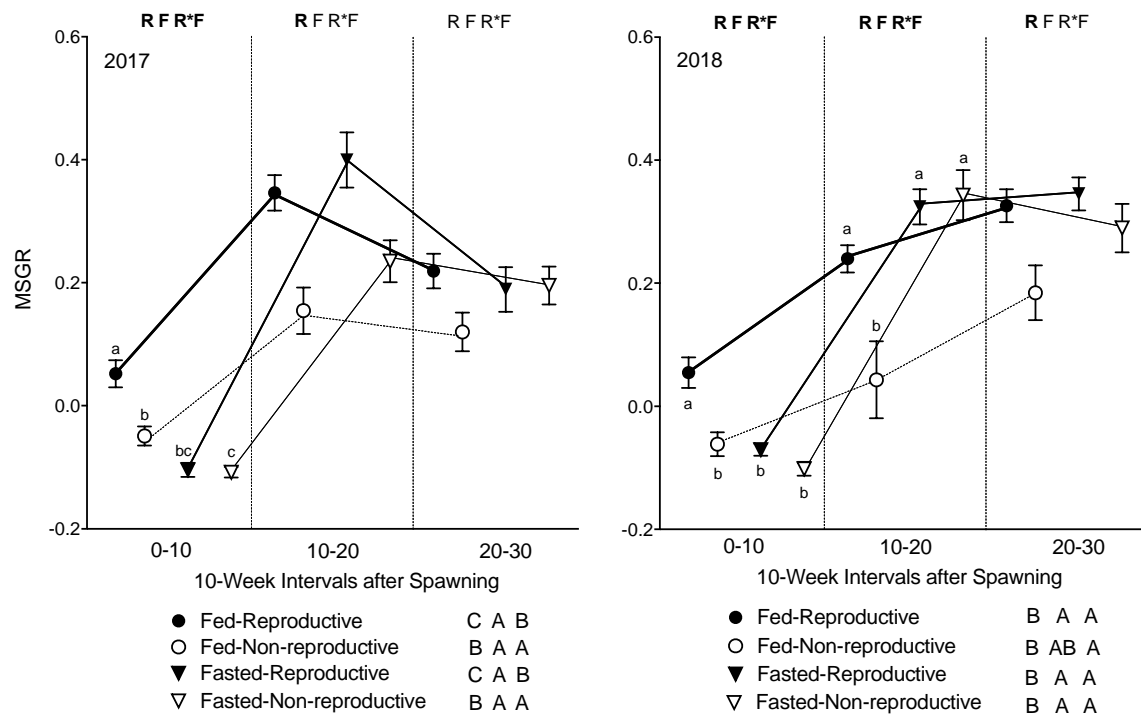 R F R*F
R F R*F
R F R*F
2017
0.6
0.4
0.2
0.0
-0.2
MSGR
a
b
bc
c
0-10
10-20
20-30
10-Week Intervals after Spawning
Fed-Reproductive C A B
Fed-Non-reproductive B A A
Fasted-Reproductive C A B
Fasted-Non-reproductive B A A
R F R*F
R F R*F
R F R*F
2018
0.6
0.4
0.2
0.0
-0.2
a
a
a
b
a
b
b
b
0-10
10-20
20-30
10-Week Intervals after Spawning
Fed-Reproductive B A A
Fed-Non-reproductive B AB A
Fasted-Reproductive B A A
Fasted-Non-reproductive B A A